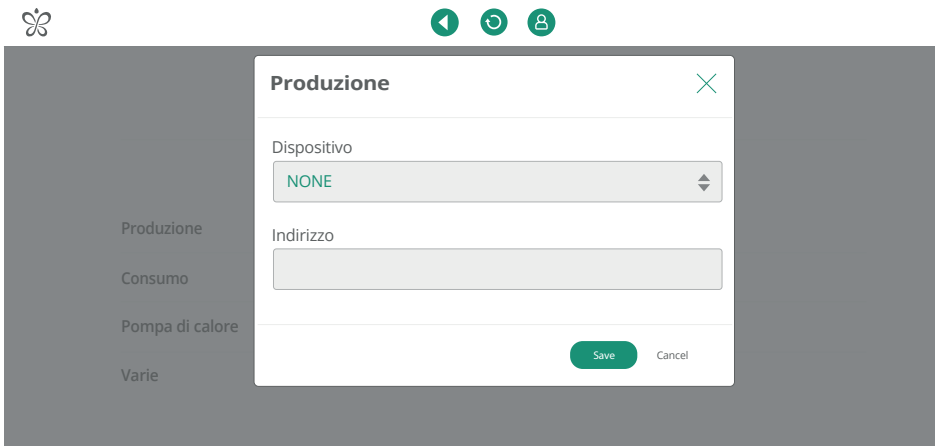 Produzione
Dispositivo
NONE
Indirizzo
Save
Cancel
Produzione
Consumo
Pompa di calore
Varie